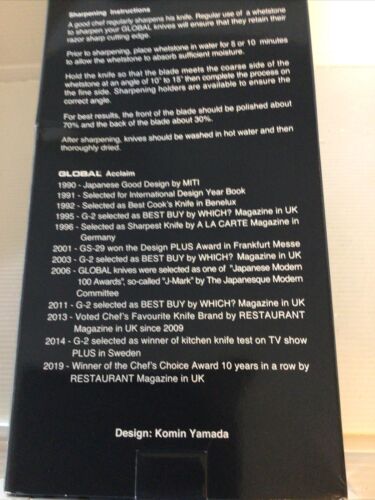 Sharpening Instructions
A good chef regularly sharpens his knife. Regular use of a whetstone
to sharpen your GLOBAL knives will ensure that they retain their
razor sharp cutting edge.
Prior to sharpening, place whetstone in water for 8 or 10 minutes
to allow the whetstone to absorb sufficient moisture.
Hold the knife so that the blade meets the coarse side of the
whetstone at an angle of 10° to 15° then complete the process on
the fine side. Sharpening holders are available to ensure the
correct angle.
For best results, the front of the blade should be polished about
70% and the back of the blade about 30%.
After sharpening, knives should be washed in hot water and then
thoroughly dried.
GLOBAL Acclaim
1990 - Japanese Good Design by MITI
1991 - Selected for International Design Year Book
1992 - Selected as Best Cook's Knife in Benelux
1995 - G-2 selected as BEST BUY by WHICH? Magazine in UK
1996 - Selected as Sharpest Knife by A LA CARTE Magazine in
Germany
2001 - GS-29 won the Design PLUS Award in Frankfurt Messe
2003 - G-2 selected as BEST BUY by WHICH? Magazine in UK
2006 - GLOBAL knives were selected as one of "Japanese Modern
100 Awards", so-called "J-Mark" by The Japanesque Modern
Committee
2011 - G-2 selected as BEST BUY by WHICH? Magazine in UK
2013 - Voted Chef's Favourite Knife Brand by RESTAURANT
Magazine in UK since 2009
2014 - G-2 selected as winner of kitchen knife test on TV show
PLUS in Sweden
2019 - Winner of the Chef's Choice Award 10 years in a row by
RESTAURANT Magazine in UK
Design: Komin Yamada